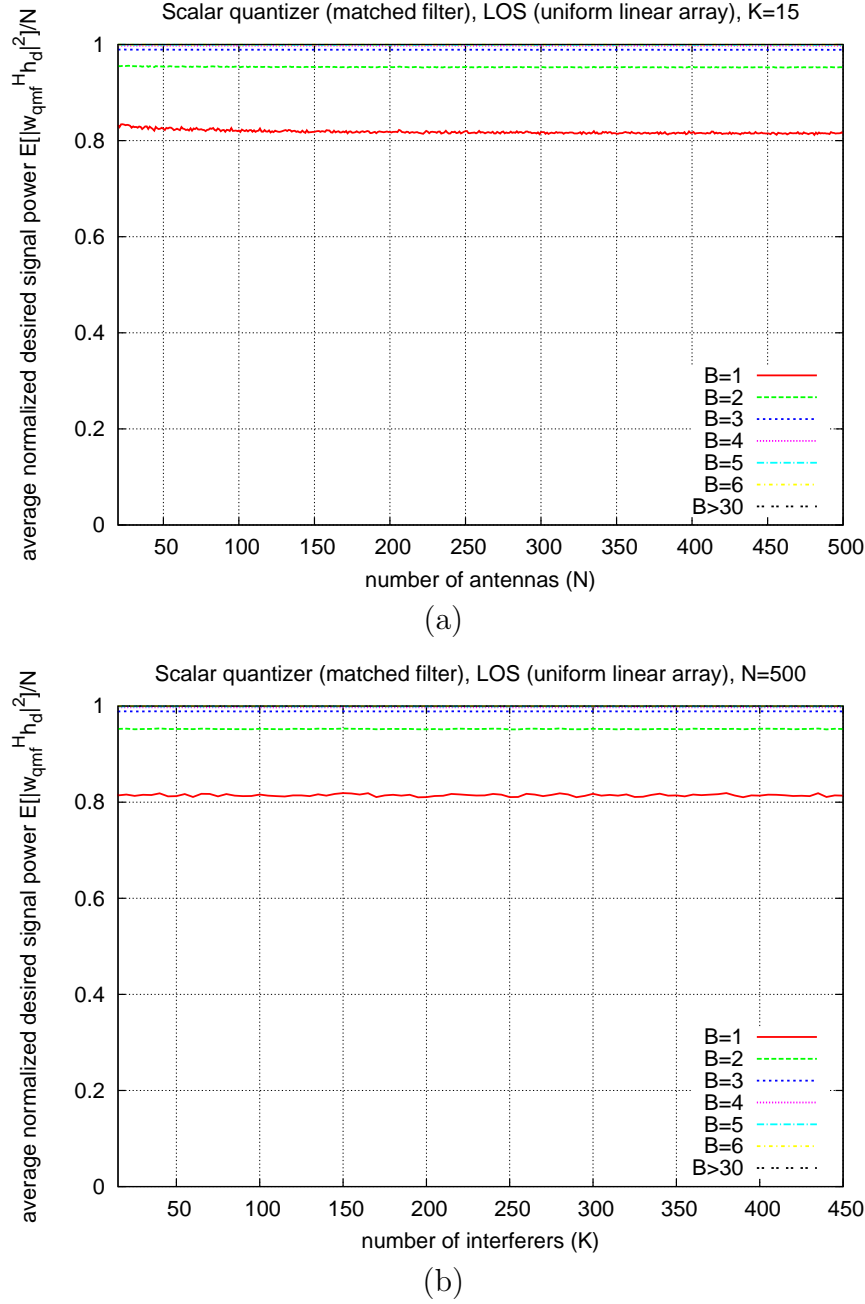 Scalar quantizer (matched filter), LOS (uniform linear array), K=15
average normalized desired signal power E[|w_qmf^H h_d|^2]/N
1
0.8
0.6
0.4
0.2
0
B=1
B=2
B=3
B=4
B=5
B=6
B>30
50 100 150 200 250 300 350 400 450 500
number of antennas (N)
(a)
Scalar quantizer (matched filter), LOS (uniform linear array), N=500
average normalized desired signal power E[|w_qmf^H h_d|^2]/N
1
0.8
0.6
0.4
0.2
0
B=1
B=2
B=3
B=4
B=5
B=6
B>30
50 100 150 200 250 300 350 400 450
number of interferers (K)
(b)